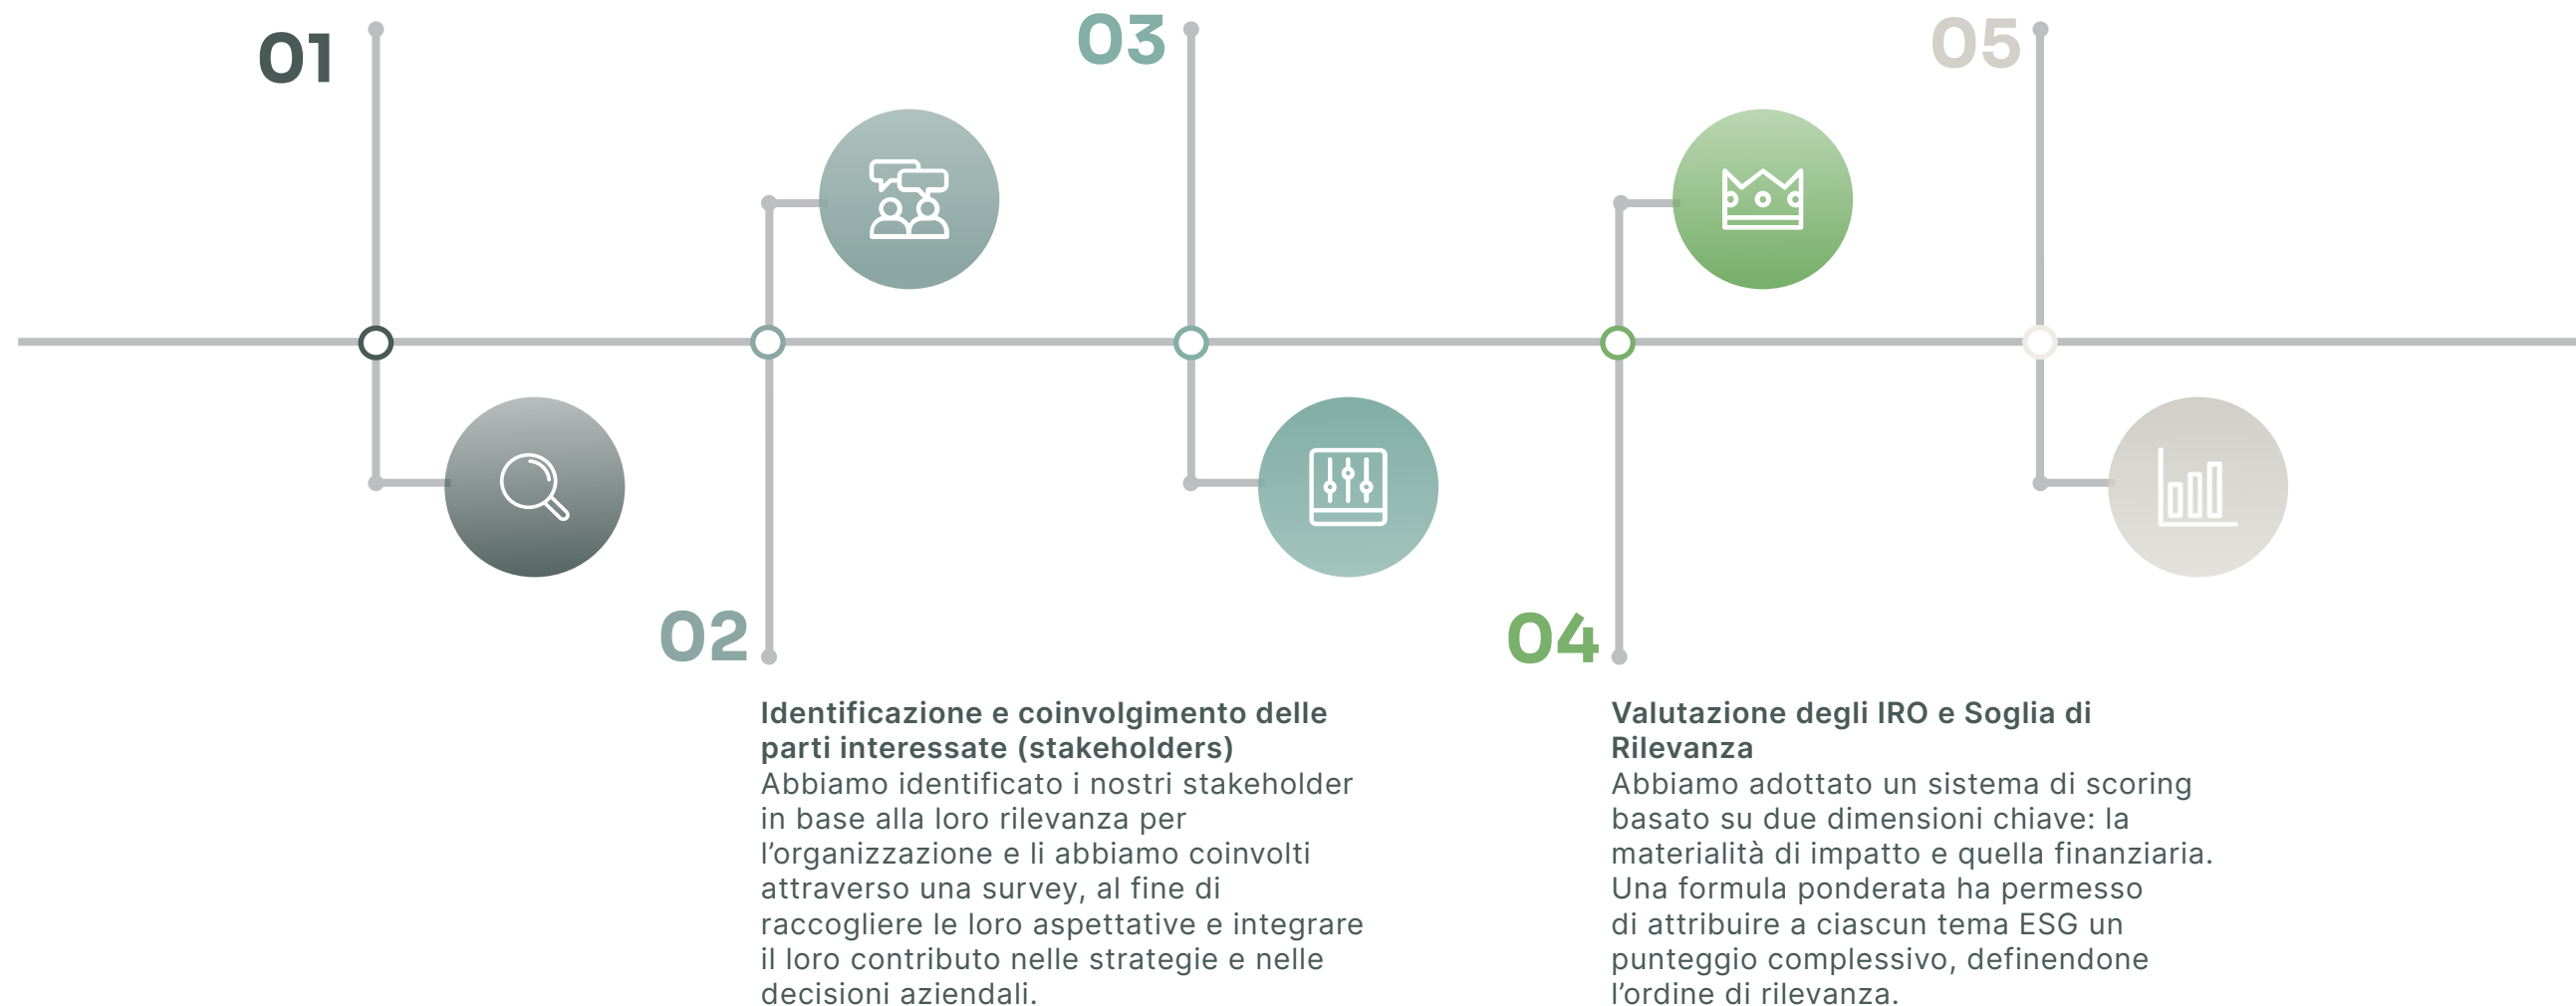 01
03
05
02
Identificazione e coinvolgimento delle
parti interessate (stakeholders)
Abbiamo identificato i nostri stakeholder
in base alla loro rilevanza per
l’organizzazione e li abbiamo coinvolti
attraverso una survey, al fine di
raccogliere le loro aspettative e integrare
il loro contributo nelle strategie e nelle
decisioni aziendali.
04
Valutazione degli IRO e Soglia di
Rilevanza
Abbiamo adottato un sistema di scoring
basato su due dimensioni chiave: la
materialità di impatto e quella finanziaria.
Una formula ponderata ha permesso
di attribuire a ciascun tema ESG un
punteggio complessivo, definendone
l’ordine di rilevanza.